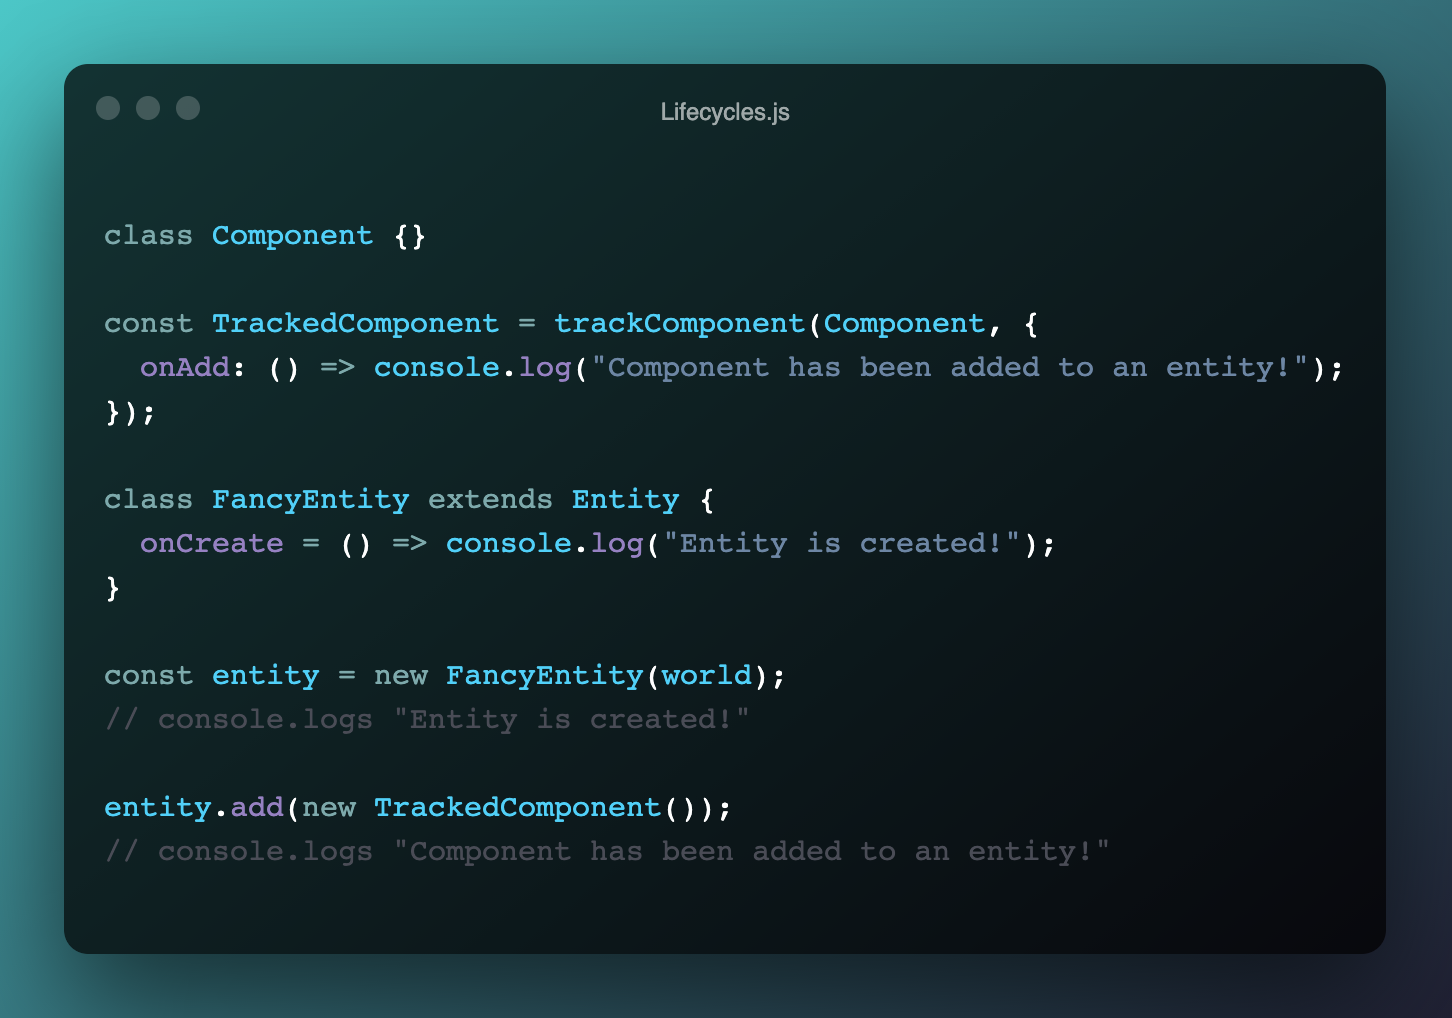 Lifecycles.js
class Component {}
const TrackedComponent = trackComponent(Component, {
  onAdd: () => console.log("Component has been added to an entity!");
});
class FancyEntity extends Entity {
  onCreate = () => console.log("Entity is created!");
}
const entity = new FancyEntity(world);
// console.logs "Entity is created!"
entity.add(new TrackedComponent());
// console.logs "Component has been added to an entity!"